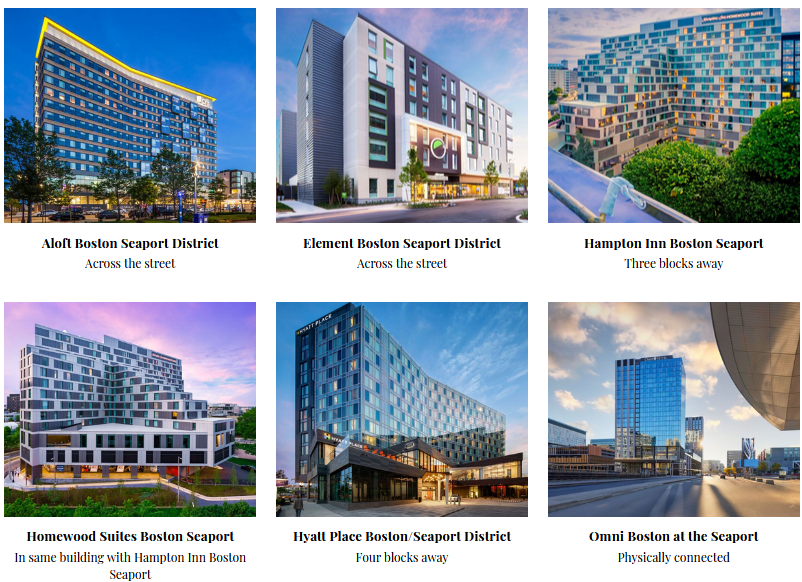 Aloft Boston Seaport District
Across the street
Element Boston Seaport District
Across the street
Hampton Inn Boston Seaport
Three blocks away
HYATT PLACE
HYATT PLACE
Homewood Suites Boston Seaport
In same building with Hampton Inn Boston
Seaport
Hyatt Place Boston/Seaport District
Four blocks away
Omni Boston at the Seaport
Physically connected